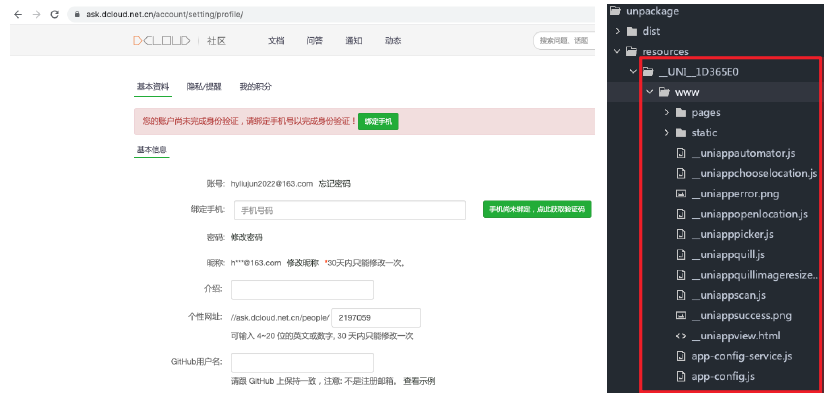 ask.dcloud.net.cn/account/setting/profile/
DCLOUD | 社区 文档 问答 通知 动态 搜索问题、话题
基本资料 隐私/提醒 我的积分
您的账户尚未完成身份验证，请绑定手机号以完成身份验证！ 绑定手机
基本信息
账号: hyliujun2022@163.com 忘记密码
绑定手机: 手机号码 手机尚未绑定，点此获取验证码
密码: 修改密码
昵称: h***@163.com 修改昵称 *30天内只能修改一次。
介绍:
个性网址: //ask.dcloud.net.cn/people/ 2197059
可输入 4~20 位的英文或数字, 30 天内只能修改一次
GitHub用户名:
请跟 GitHub 上保持一致，注意: 不是注册邮箱。 查看示例
unpackage
dist
resources
__UNI__1D365E0
www
pages
static
__uniappautomator.js
__uniappchooselocation.js
__uniapperror.png
__uniappopenlocation.js
__uniapppicker.js
__uniappquill.js
__uniappquillimageresize...
__uniappscan.js
__uniappsuccess.png
__uniappview.html
app-config-service.js
app-config.js